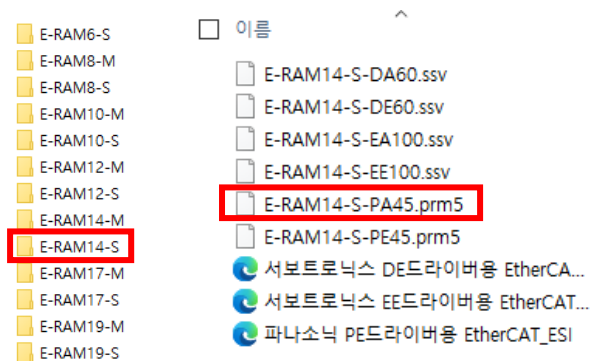 E-RAM6-S
E-RAM8-M
E-RAM8-S
E-RAM10-M
E-RAM10-S
E-RAM12-M
E-RAM12-S
E-RAM14-M
E-RAM14-S
E-RAM17-M
E-RAM17-S
E-RAM19-M
E-RAM19-S
이름
E-RAM14-S-DA60.ssv
E-RAM14-S-DE60.ssv
E-RAM14-S-EA100.ssv
E-RAM14-S-EE100.ssv
E-RAM14-S-PA45.prm5
E-RAM14-S-PE45.prm5
서보트로닉스 DE드라이버용 EtherCA...
서보트로닉스 EE드라이버용 EtherCAT...
파나소닉 PE드라이버용 EtherCAT_ESI